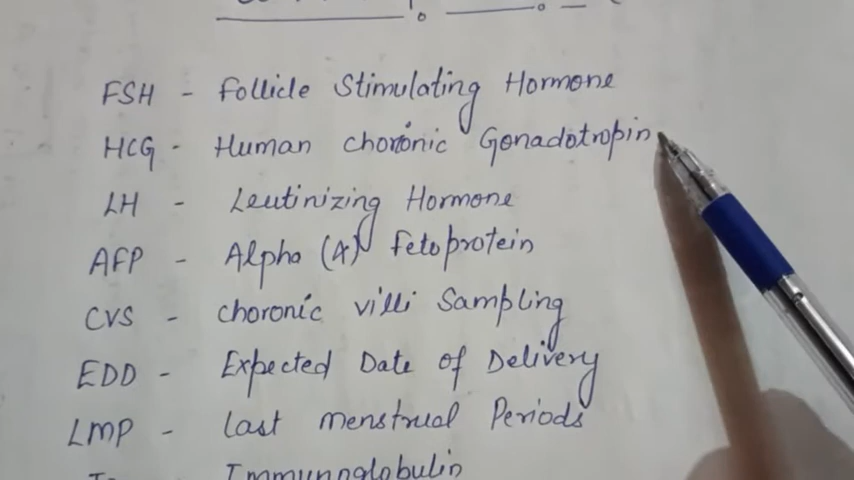 FSH - Follicle Stimulating Hormone
HCG - Human choronic Gonadotropin
LH - Leutinizing Hormone
AFP - Alpha (A) Fetoprotein
CVS - Choronic villi Sampling
EDD - Expected Date of Delivery
LMP - Last menstrual Periods
Immunoglobulin